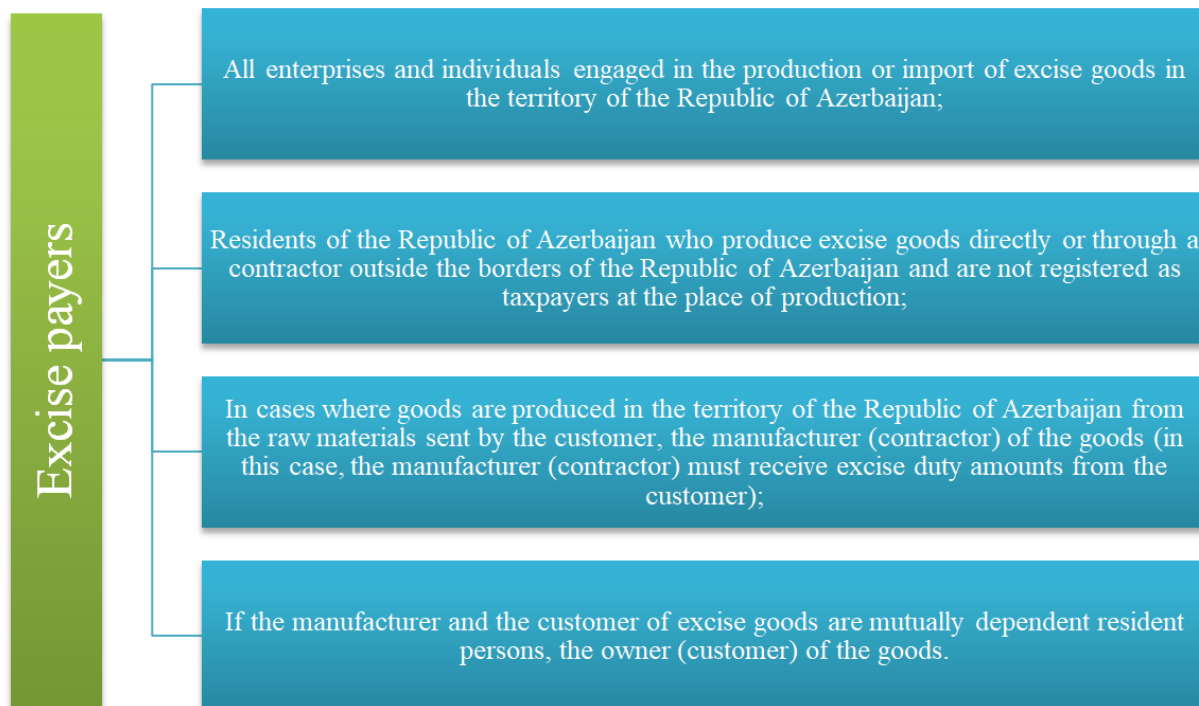 Excise payers
All enterprises and individuals engaged in the production or import of excise goods in
the territory of the Republic of Azerbaijan;
Residents of the Republic of Azerbaijan who produce excise goods directly or through a
contractor outside the borders of the Republic of Azerbaijan and are not registered as
taxpayers at the place of production;
In cases where goods are produced in the territory of the Republic of Azerbaijan from
the raw materials sent by the customer, the manufacturer (contractor) of the goods (in
this case, the manufacturer (contractor) must receive excise duty amounts from the
customer);
If the manufacturer and the customer of excise goods are mutually dependent resident
persons, the owner (customer) of the goods.